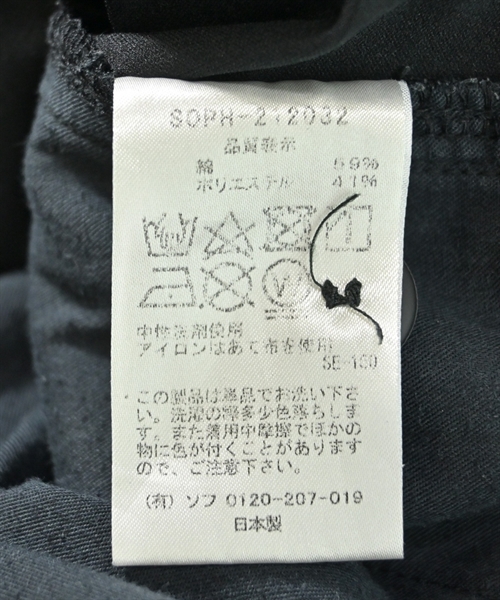 SOPH-212032
品質表示
綿 59%
ポリエステル 41%
中性洗剤使用
アイロンはあて布を使用
SE-130
この製品は単品でお洗い下さ
い。洗濯の際多少色落ちしま
す。また着用中摩擦でほかの
物に色が付くことがあります
ので、ご注意下さい。
(有) ソフ 0120-207-019
日本製